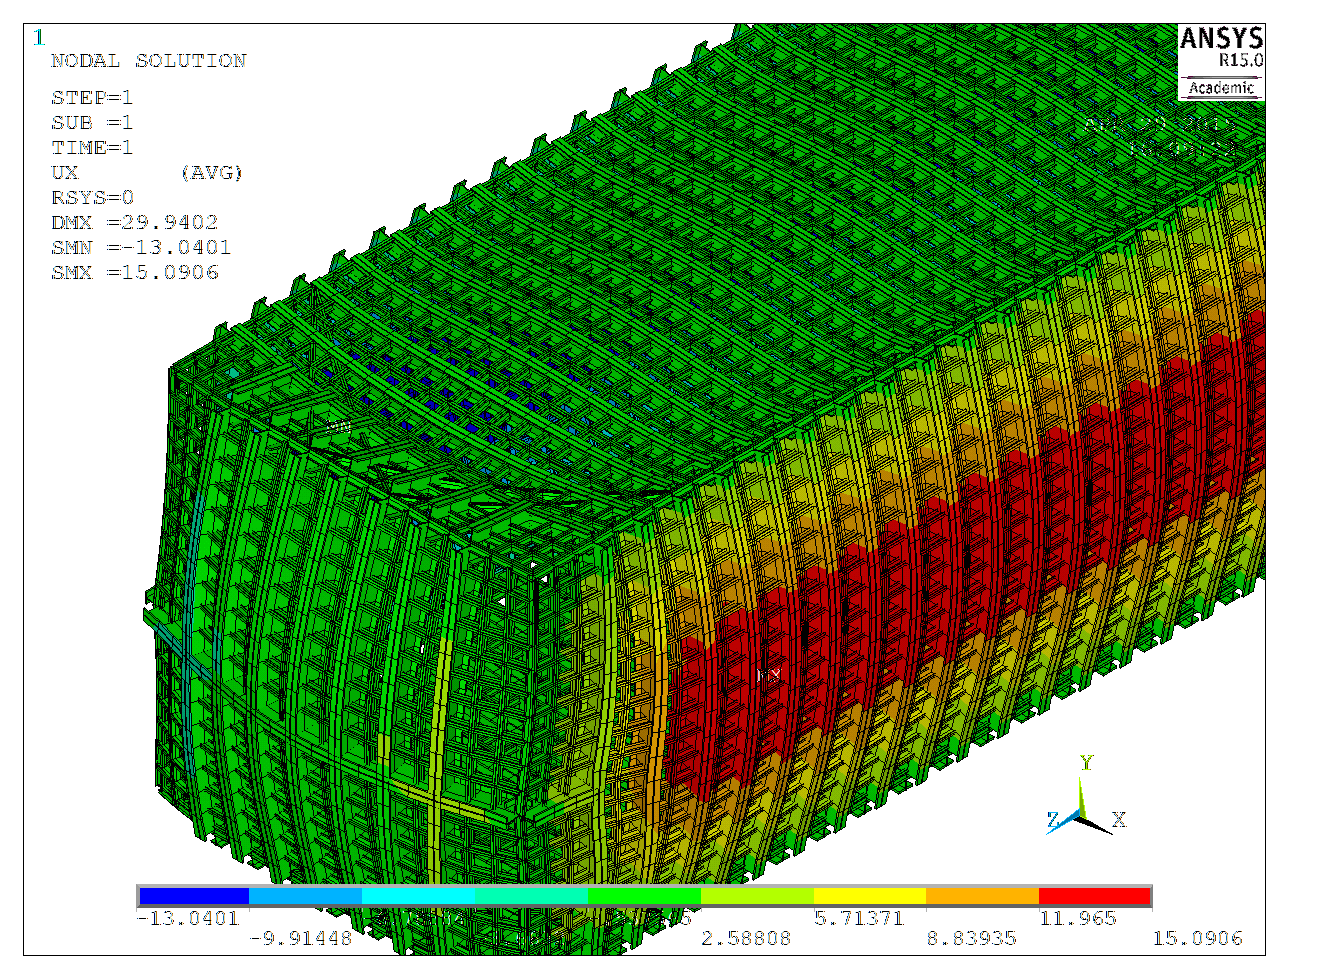 1
NODAL SOLUTION
STEP=1
SUB =1
TIME=1
UX (AVG)
RSYS=0
DMX =29.9402
SMN =-13.0401
SMX =15.0906
ANSYS
R15.0
Academic
MX
Y
Z
X
-13.0401
5.71371
11.965
-9.91448
2.58808
8.83935
15.0906